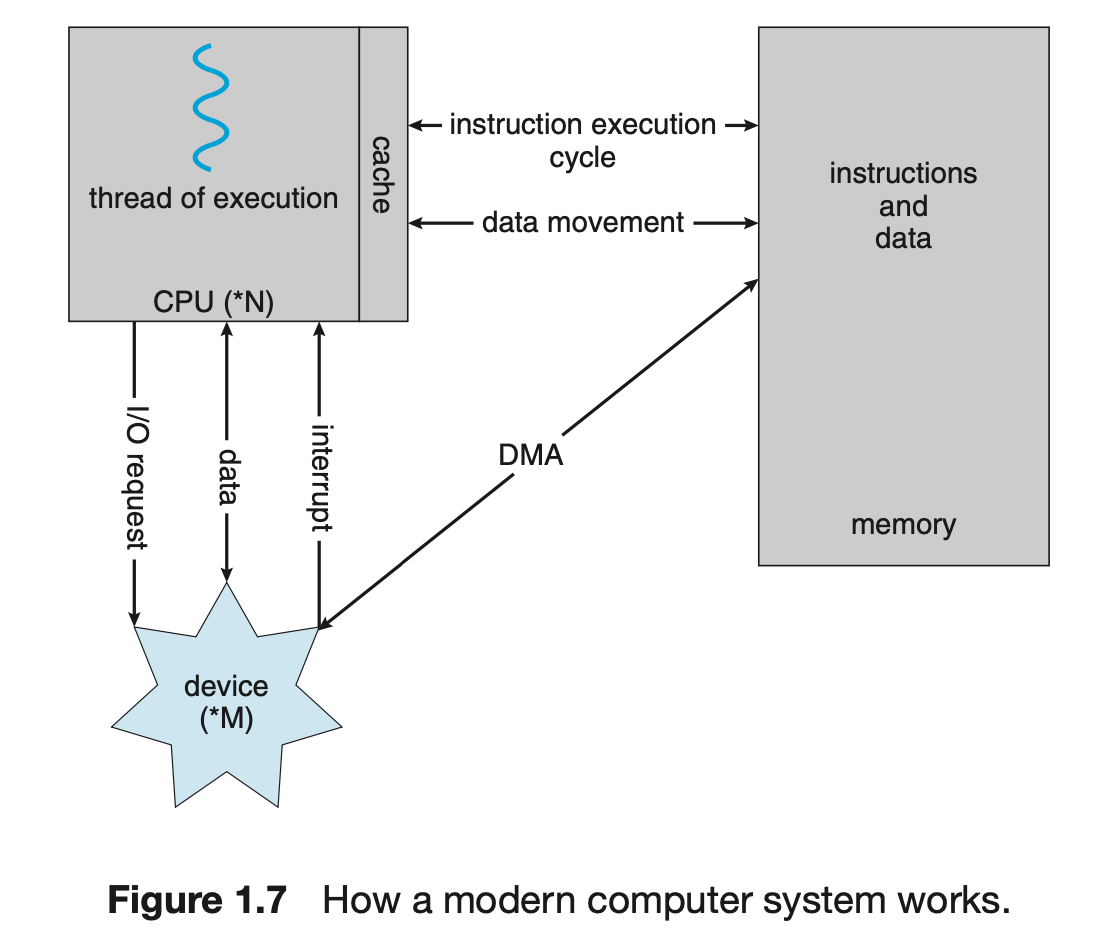 thread of execution
CPU (*N)
cache
instruction execution
cycle
data movement
instructions
and
data
memory
I/O request
data
interrupt
DMA
device
(*M)
Figure 1.7 How a modern computer system works.